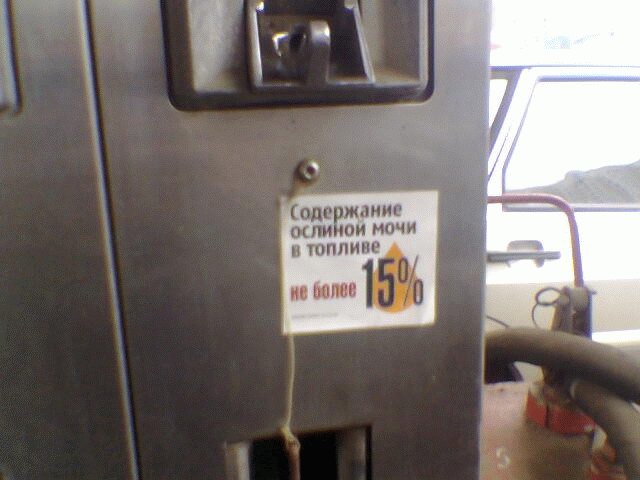 Содержание
ослиной мочи
в топливе
не более 15%